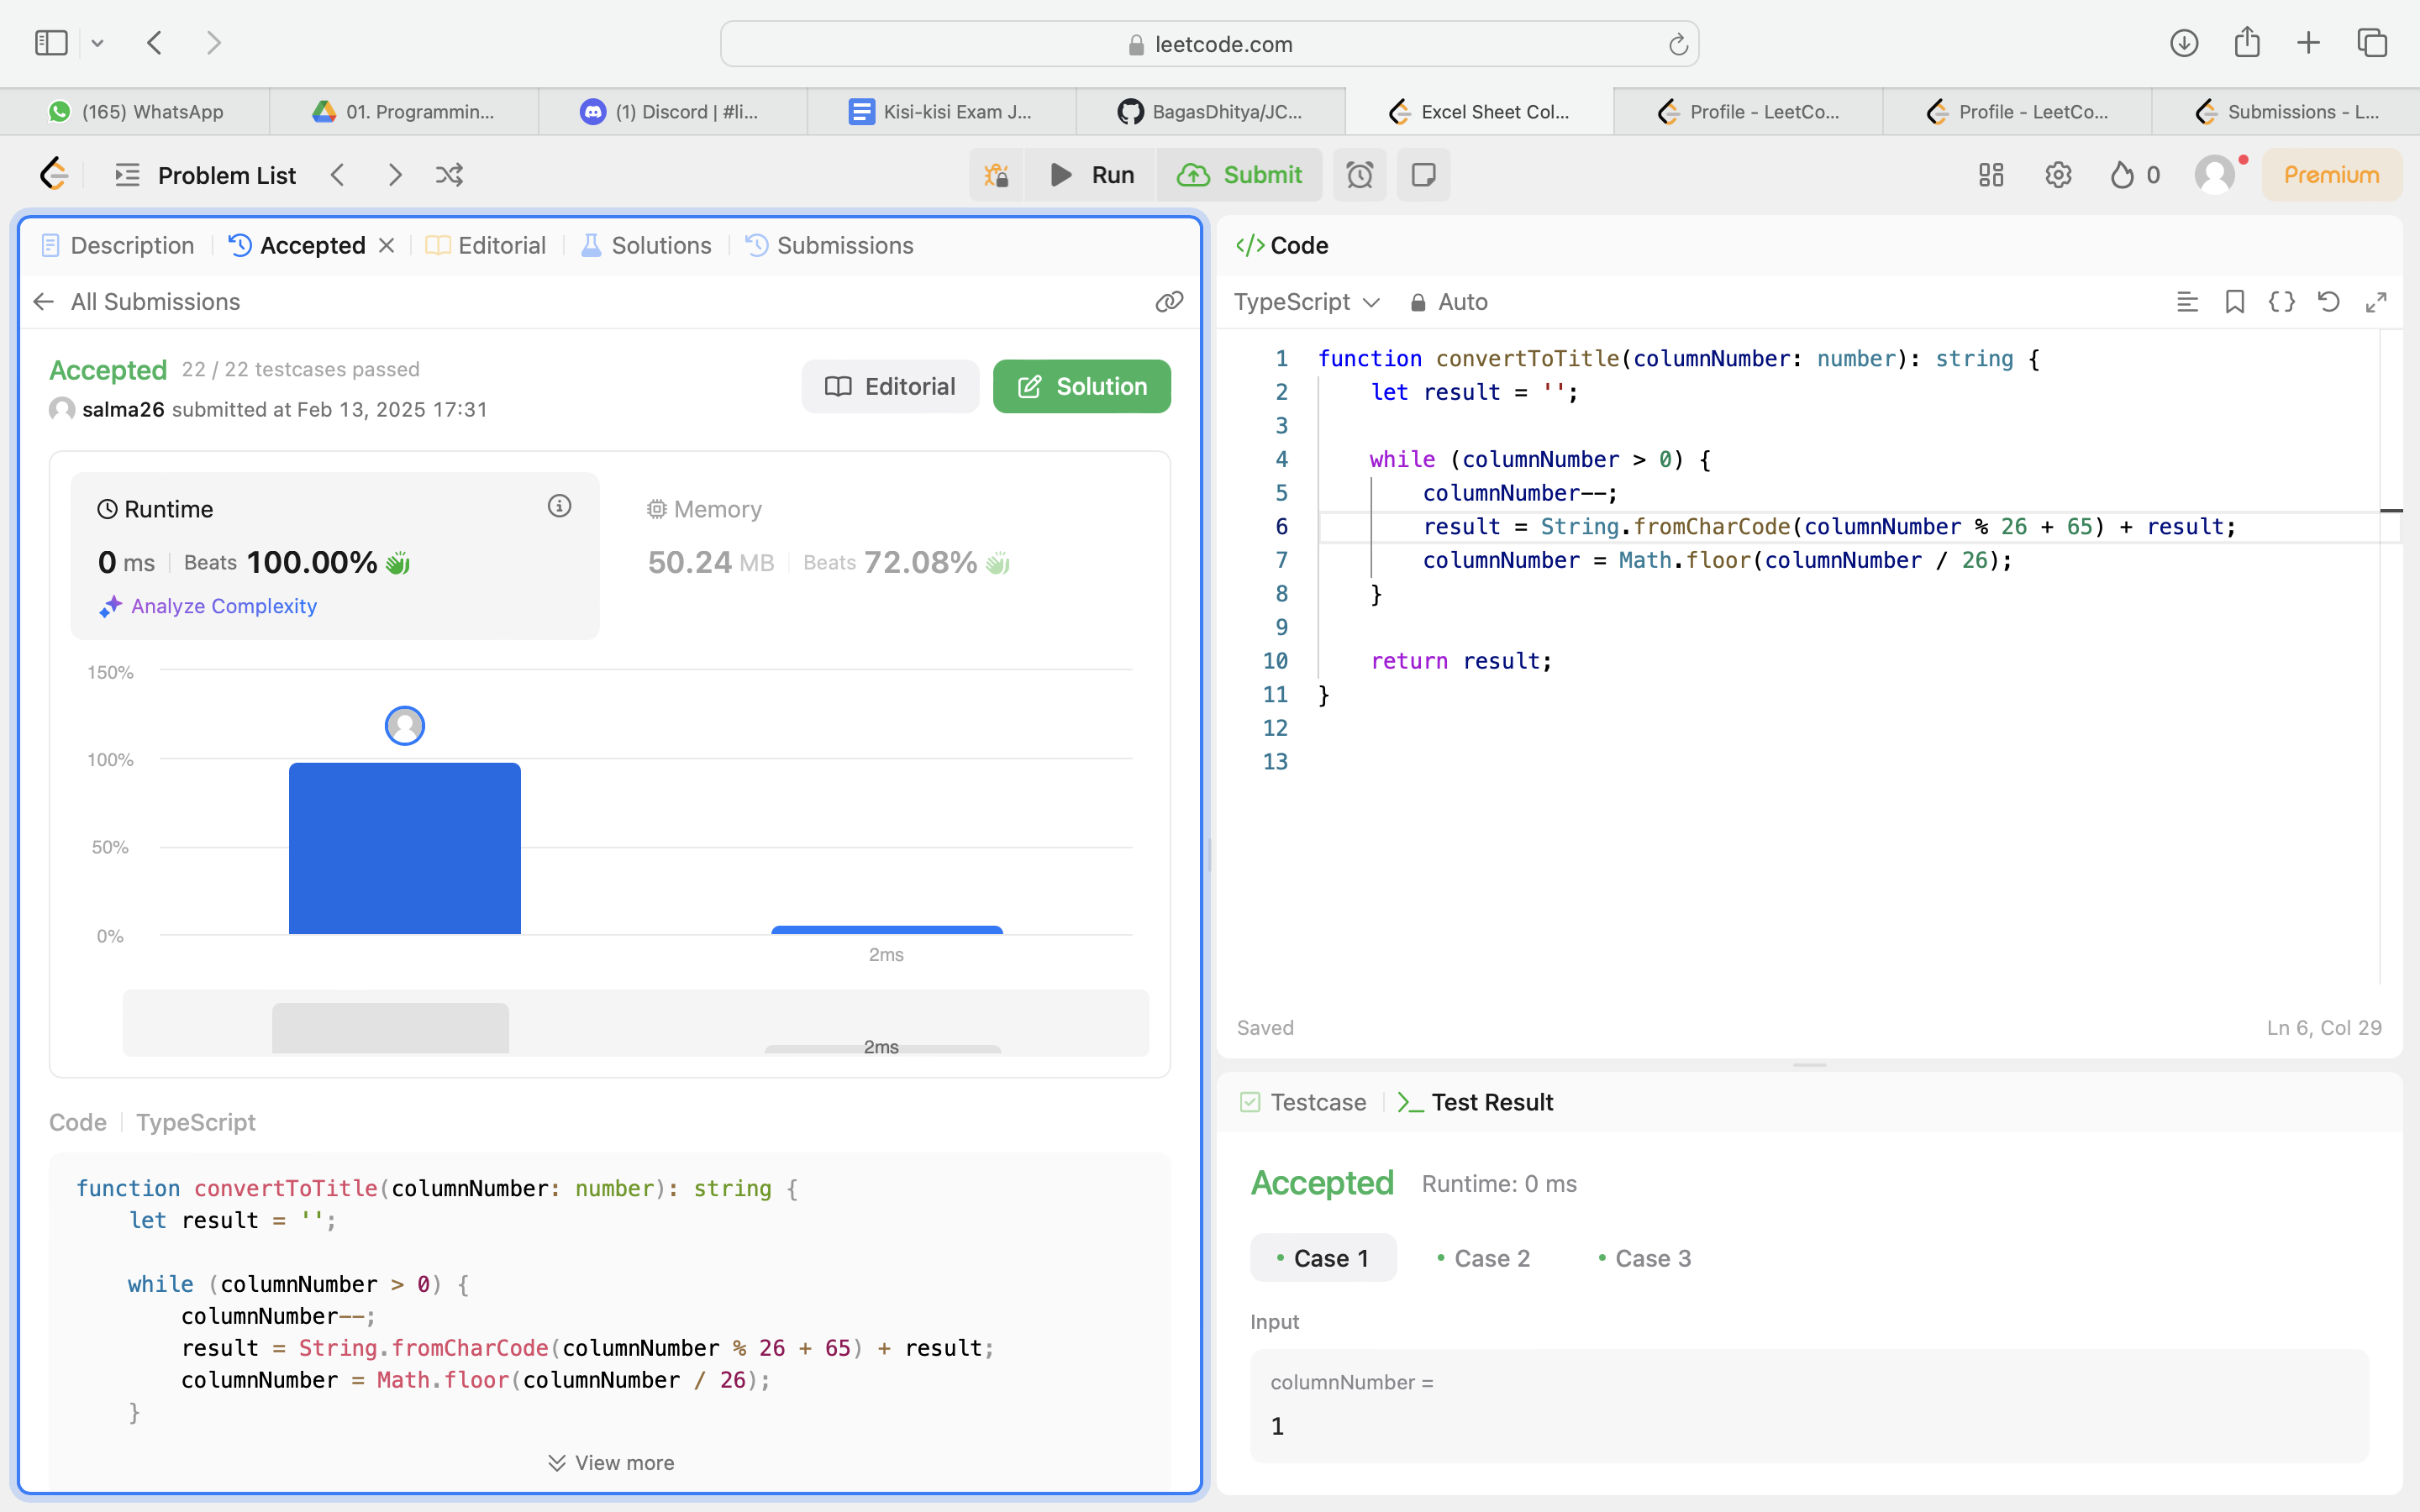 leetcode.com
(165) WhatsApp
01. Programmin...
(1) Discord | #li...
Kisi-kisi Exam J...
BagasDhitya/JC...
Excel Sheet Col...
Profile - LeetCo...
Profile - LeetCo...
Submissions - L...
Problem List
Run
Submit
0
Premium
Description
Accepted
Editorial
Solutions
Submissions
All Submissions
Accepted 22 / 22 testcases passed
salma26 submitted at Feb 13, 2025 17:31
Editorial
Solution
Runtime
0 ms Beats 100.00%
Analyze Complexity
Memory
50.24 MB Beats 72.08%
150%
100%
50%
0%
2ms
2ms
Code TypeScript
function convertToTitle(columnNumber: number): string {
let result = '';
while (columnNumber > 0) {
columnNumber--;
result = String.fromCharCode(columnNumber % 26 + 65) + result;
columnNumber = Math.floor(columnNumber / 26);
}
View more
</> Code
TypeScript Auto
1 function convertToTitle(columnNumber: number): string {
2 let result = '';
3
4 while (columnNumber > 0) {
5 columnNumber--;
6 result = String.fromCharCode(columnNumber % 26 + 65) + result;
7 columnNumber = Math.floor(columnNumber / 26);
8 }
9
10 return result;
11 }
12
13
Saved
Ln 6, Col 29
Testcase
Test Result
Accepted Runtime: 0 ms
• Case 1
• Case 2
• Case 3
Input
columnNumber =
1